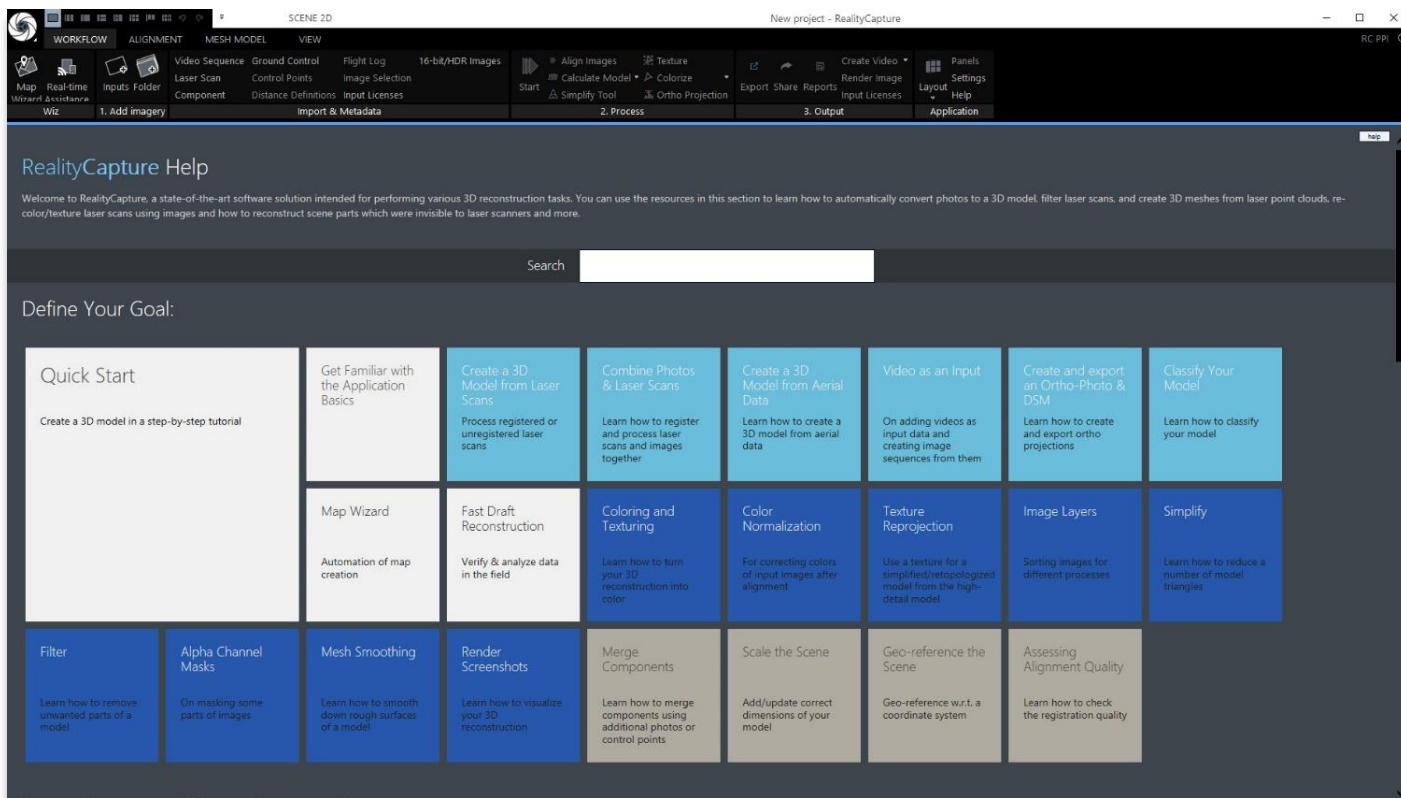 SCENE 2D
New project - RealityCapture
WORKFLOW ALIGNMENT MESH MODEL VIEW
RC PPI
Map Wizard
Real-time Assistance
Inputs Folder
Video Sequence Ground Control Flight Log 16-bit/HDR Images
Laser Scan Control Points Image Selection
Component Distance Definitions Input Licenses
Start
Align Images Texture
Calculate Model Colorize
Simplify Tool Ortho Projection
Export Share Reports
Create Video
Render Image
Input Licenses
Layout
Panels
Settings
Help
Wiz 1. Add imagery Import & Metadata 2. Process 3. Output Application
help
RealityCapture Help
Welcome to RealityCapture, a state-of-the-art software solution intended for performing various 3D reconstruction tasks. You can use the resources in this section to learn how to automatically convert photos to a 3D model, filter laser scans, and create 3D meshes from laser point clouds, re-
color/texture laser scans using images and how to reconstruct scene parts which were invisible to laser scanners and more.
Search
Define Your Goal:
Quick Start
Create a 3D model in a step-by-step tutorial
Get Familiar with
the Application
Basics
Create a 3D
Model from Laser
Scans
Process registered or
unregistered laser
scans
Combine Photos
& Laser Scans
Learn how to register
and process laser
scans and images
together
Create a 3D
Model from Aerial
Data
Learn how to create a
3D model from aerial
data
Video as an Input
On adding videos as
input data and
creating image
sequences from them
Create and export
an Ortho-Photo &
DSM
Learn how to create
and export ortho
projections
Classify Your
Model
Learn how to classify
your model
Map Wizard
Automation of map
creation
Fast Draft
Reconstruction
Verify & analyze data
in the field
Coloring and
Texturing
Learn how to turn
your 3D
reconstruction into
color
Color
Normalization
For correcting colors
of input images after
alignment
Texture
Reprojection
Use a texture for a
simplified/retopologized
model from the high-
detail model
Image Layers
Sorting images for
different processes
Simplify
Learn how to reduce a
number of model
triangles
Filter
Learn how to remove
unwanted parts of a
model
Alpha Channel
Masks
On masking some
parts of images
Mesh Smoothing
Learn how to smooth
down rough surfaces
of a model
Render
Screenshots
Learn how to visualize
your 3D
reconstruction
Merge
Components
Learn how to merge
components using
additional photos or
control points
Scale the Scene
Add/update correct
dimensions of your
model
Geo-reference the
Scene
Geo-reference w.r.t. a
coordinate system
Assessing
Alignment Quality
Learn how to check
the registration quality